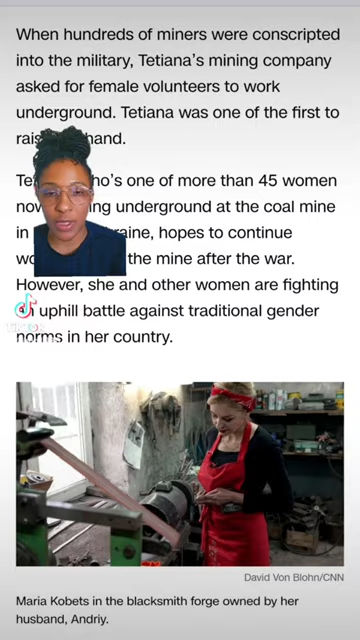 When hundreds of miners were conscripted
into the military, Tetiana's mining company
asked for female volunteers to work
underground. Tetiana was one of the first to
hand.
who's one of more than 45 women
underground at the coal mine
in hopes to continue
the mine after the war.
However, she and other women are fighting
uphill battle against traditional gender
norms in her country.
David Von Blohn/CNN
Maria Kobets in the blacksmith forge owned by her
husband, Andriy.